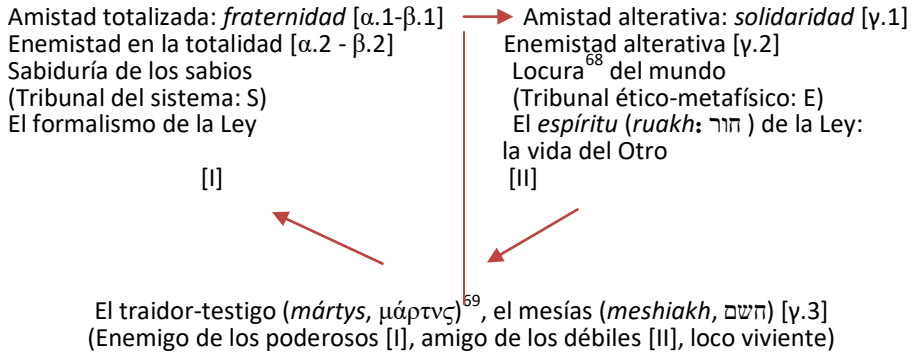 Amistad totalizada: fraternidad [α.1-β.1] Amistad alterativa: solidaridad [γ.1]
Enemistad en la totalidad [α.2 - β.2] Enemistad alterativa [γ.2]
Sabiduría de los sabios Locura68 del mundo
(Tribunal del sistema: S) (Tribunal ético-metafísico: E)
El formalismo de la Ley El espíritu (ruakh: חור ) de la Ley:
la vida del Otro
[I] [II]
El traidor-testigo (mártys, μάρτνς)69, el mesías (meshiakh, חשם) [γ.3]
(Enemigo de los poderosos [I], amigo de los débiles [II], loco viviente)